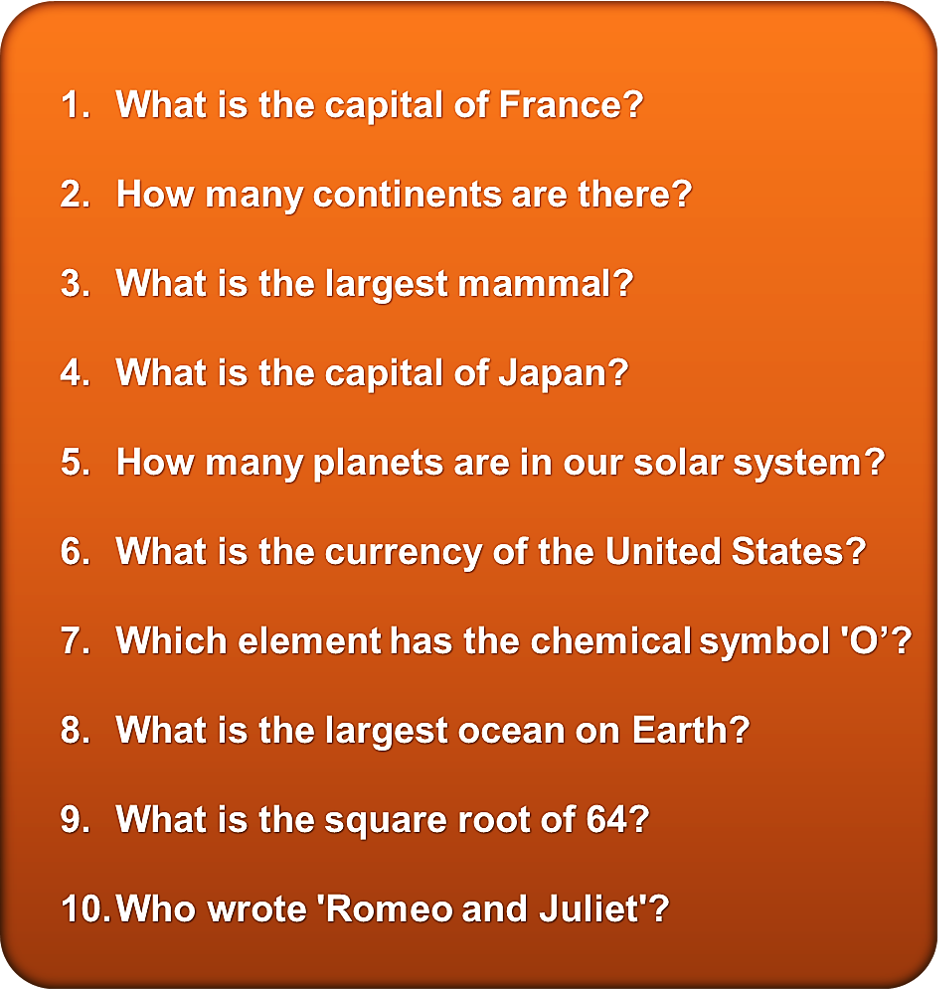 1. What is the capital of France?
2. How many continents are there?
3. What is the largest mammal?
4. What is the capital of Japan?
5. How many planets are in our solar system?
6. What is the currency of the United States?
7. Which element has the chemical symbol 'O’?
8. What is the largest ocean on Earth?
9. What is the square root of 64?
10. Who wrote 'Romeo and Juliet'?